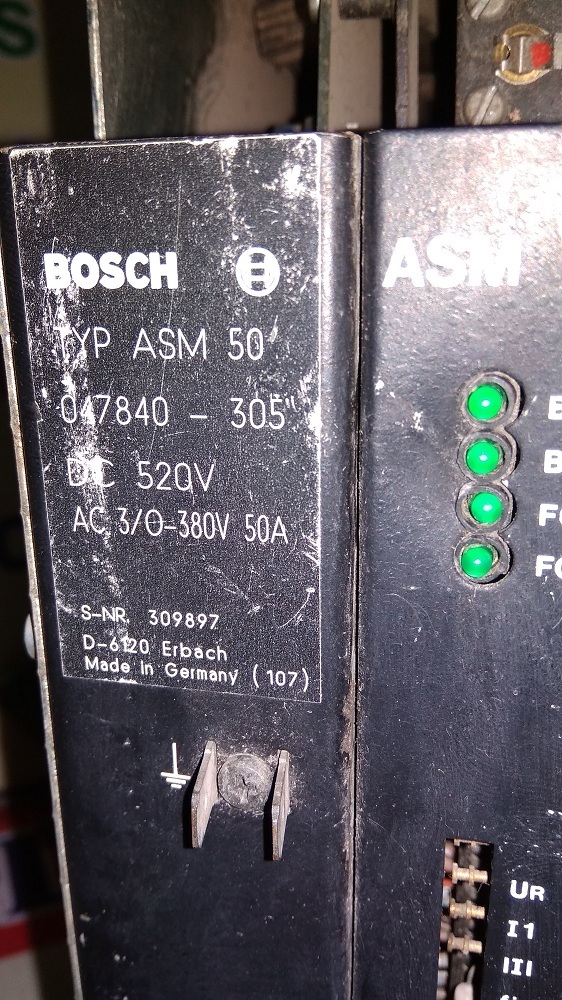 BOSCH
TYP ASM 50
047840 - 305
DC 520V
AC 3/0-380V 50A
S-NR. 309897
D-6120 Erbach
Made in Germany (107)
ASM
UR
I1
III